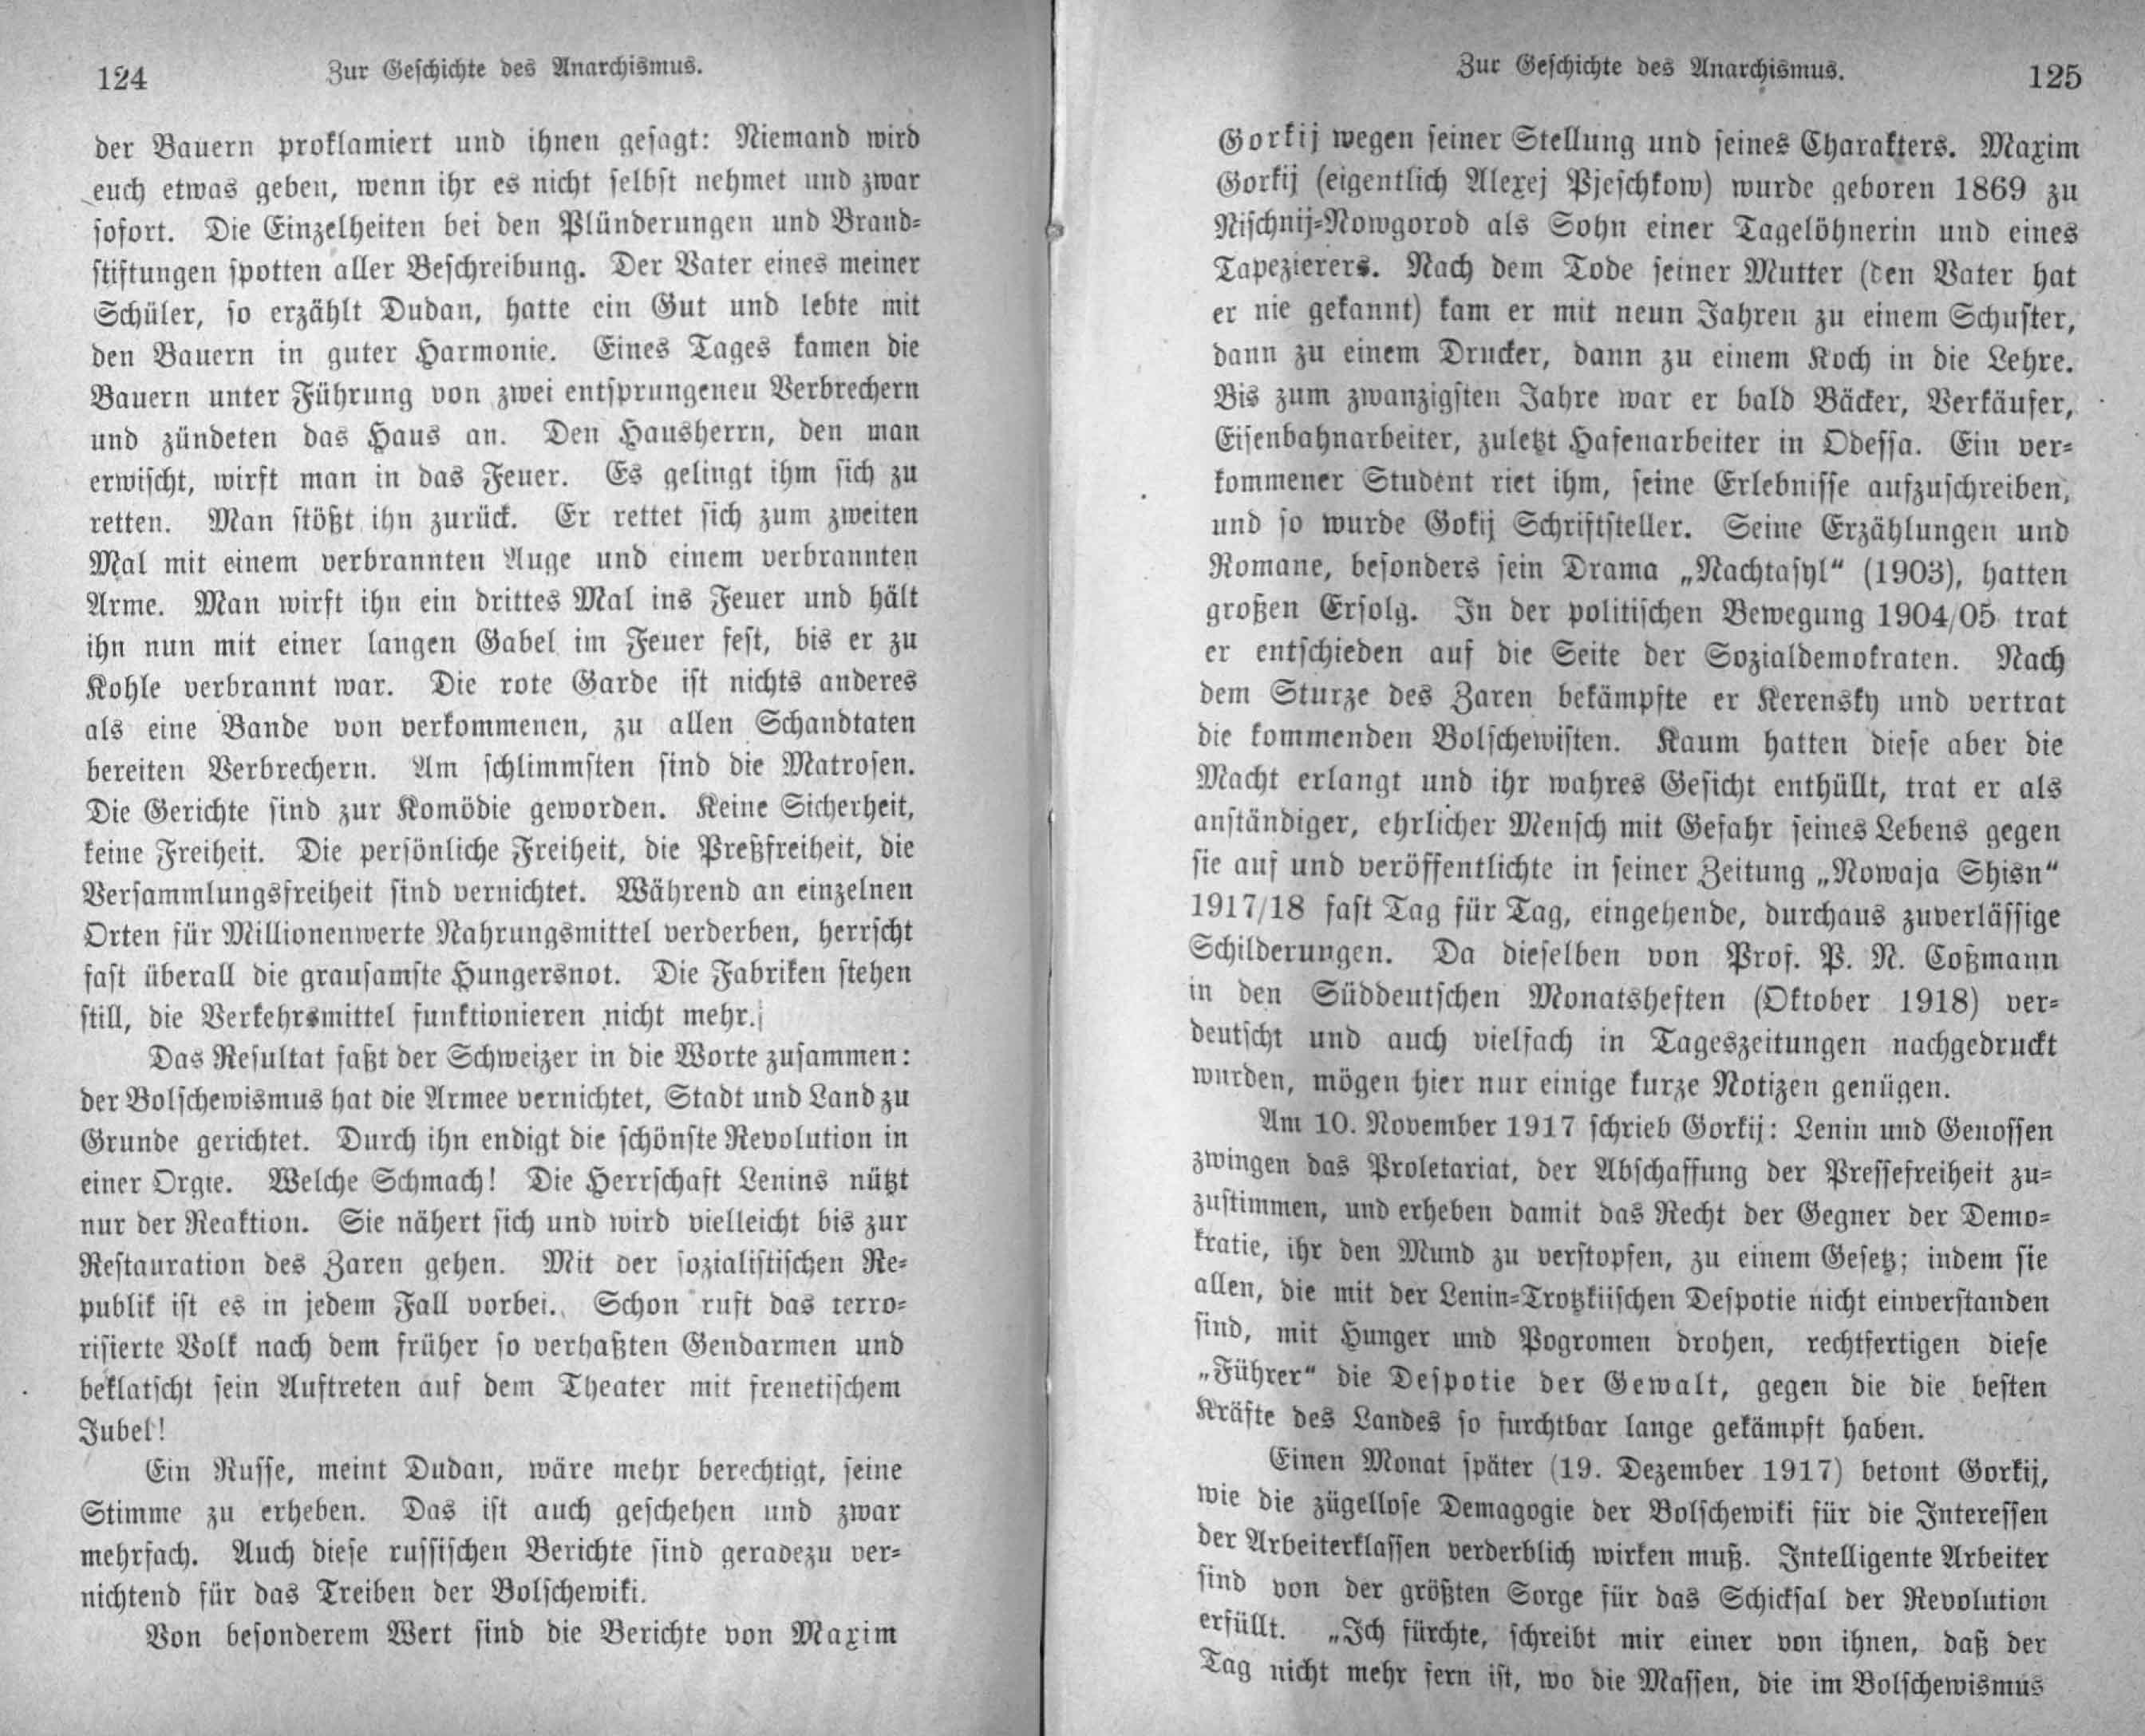 124
Zur Geschichte des Anarchismus.
der Bauern proklamiert und ihnen gesagt: Niemand wird
euch etwas geben, wenn ihr es nicht selbst nehmet und zwar
sofort. Die Einzelheiten bei den Plünderungen und Brand-
stiftungen spotten aller Beschreibung. Der Vater eines meiner
Schüler, so erzählt Dudan, hatte ein Gut und lebte mit
den Bauern in guter Harmonie. Eines Tages kamen die
Bauern unter Führung von zwei entsprungenen Verbrechern
und zündeten das Haus an. Den Hausherrn, den man
erwischt, wirft man in das Feuer. Es gelingt ihm sich zu
retten. Man stößt ihn zurück. Er rettet sich zum zweiten
Mal mit einem verbrannten Auge und einem verbrannten
Arme. Man wirft ihn ein drittes Mal ins Feuer und hält
ihn nun mit einer langen Gabel im Feuer fest, bis er zu
Kohle verbrannt war. Die rote Garde ist nichts anderes
als eine Bande von verkommenen, zu allen Schandtaten
bereiten Verbrechern. Am schlimmsten sind die Matrosen.
Die Gerichte sind zur Komödie geworden. Keine Sicherheit,
keine Freiheit. Die persönliche Freiheit, die Preßfreiheit, die
Versammlungsfreiheit sind vernichtet. Während an einzelnen
Orten für Millionenwerte Nahrungsmittel verderben, herrscht
fast überall die grausamste Hungersnot. Die Fabriken stehen
still, die Verkehrsmittel funktionieren nicht mehr.
Das Resultat faßt der Schweizer in die Worte zusammen:
der Bolschewismus hat die Armee vernichtet, Stadt und Land zu
Grunde gerichtet. Durch ihn endigt die schönste Revolution in
einer Orgie. Welche Schmach! Die Herrschaft Lenins nützt
nur der Reaktion. Sie nähert sich und wird vielleicht bis zur
Restauration des Zaren gehen. Mit der sozialistischen Re-
publik ist es in jedem Fall vorbei. Schon ruft das terro-
risierte Volk nach dem früher so verhaßten Gendarmen und
beklatscht sein Auftreten auf dem Theater mit frenetischem
Jubel!
Ein Russe, meint Dudan, wäre mehr berechtigt, seine
Stimme zu erheben. Das ist auch geschehen und zwar
mehrfach. Auch diese russischen Berichte sind geradezu ver-
nichtend für das Treiben der Bolschewiki.
Von besonderem Wert sind die Berichte von Maxim
Zur Geschichte des Anarchismus.
125
Gorkij wegen seiner Stellung und seines Charakters. Maxim
Gorkij (eigentlich Alexej Pjeschkow) wurde geboren 1869 zu
Nischnij-Nowgorod als Sohn einer Tagelöhnerin und eines
Tapezierers. Nach dem Tode seiner Mutter (den Vater hat
er nie gekannt) kam er mit neun Jahren zu einem Schuster,
dann zu einem Drucker, dann zu einem Koch in die Lehre.
Bis zum zwanzigsten Jahre war er bald Bäcker, Verkäufer,
Eisenbahnarbeiter, zuletzt Hafenarbeiter in Odessa. Ein ver-
kommener Student riet ihm, seine Erlebnisse aufzuschreiben,
und so wurde Gokij Schriftsteller. Seine Erzählungen und
Romane, besonders sein Drama „Nachtasyl“ (1903), hatten
großen Erfolg. In der politischen Bewegung 1904/05 trat
er entschieden auf die Seite der Sozialdemokraten. Nach
dem Sturze des Zaren bekämpfte er Kerensky und vertrat
die kommenden Bolschewisten. Kaum hatten diese aber die
Macht erlangt und ihr wahres Gesicht enthüllt, trat er als
anständiger, ehrlicher Mensch mit Gefahr seines Lebens gegen
sie auf und veröffentlichte in seiner Zeitung „Nowaja Shisn“
1917/18 fast Tag für Tag, eingehende, durchaus zuverlässige
Schilderungen. Da dieselben von Prof. P. N. Coßmann
in den Süddeutschen Monatsheften (Oktober 1918) ver-
deutscht und auch vielfach in Tageszeitungen nachgedruckt
wurden, mögen hier nur einige kurze Notizen genügen.
Am 10. November 1917 schrieb Gorkij: Lenin und Genossen
zwingen das Proletariat, der Abschaffung der Pressefreiheit zu-
zustimmen, und erheben damit das Recht der Gegner der Demo-
kratie, ihr den Mund zu verstopfen, zu einem Gesetz; indem sie
allen, die mit der Lenin-Trotzkiischen Despotie nicht einverstanden
sind, mit Hunger und Pogromen drohen, rechtfertigen diese
„Führer“ die Despotie der Gewalt, gegen die die besten
Kräfte des Landes so furchtbar lange gekämpft haben.
Einen Monat später (19. Dezember 1917) betont Gorkij,
wie die zügellose Demagogie der Bolschewiki für die Interessen
der Arbeiterklassen verderblich wirken muß. Intelligente Arbeiter
sind von der größten Sorge für das Schicksal der Revolution
erfüllt. „Ich fürchte, schreibt mir einer von ihnen, daß der
Tag nicht mehr fern ist, wo die Massen, die im Bolschewismus